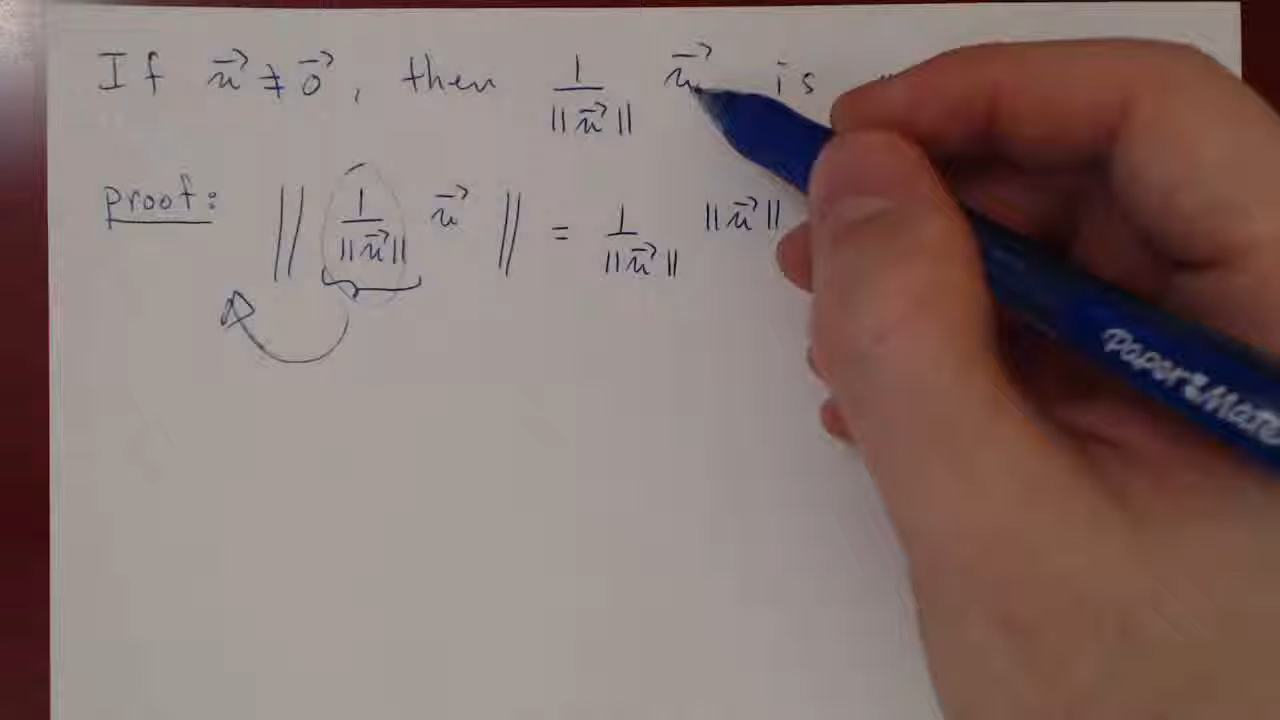 If u⃗ ≠ 0⃗, then 1/||u⃗|| u⃗ is
proof: || 1/||u⃗|| u⃗ || = 1/||u⃗|| ||u⃗||
PAPER MATE